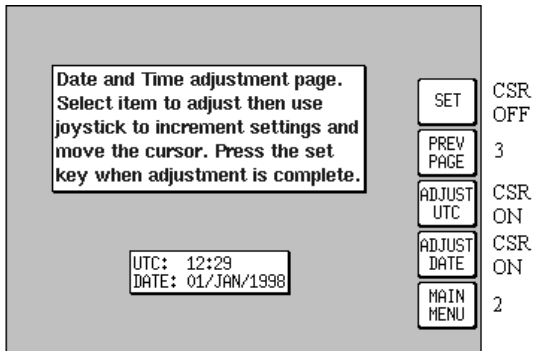 Date and Time adjustment page.
Select item to adjust then use
joystick to increment settings and
move the cursor. Press the set
key when adjustment is complete.
UTC: 12:29
DATE: 01/JAN/1998
SET
CSR
OFF
PREV
PAGE
3
ADJUST
UTC
CSR
ON
ADJUST
DATE
CSR
ON
MAIN
MENU
2